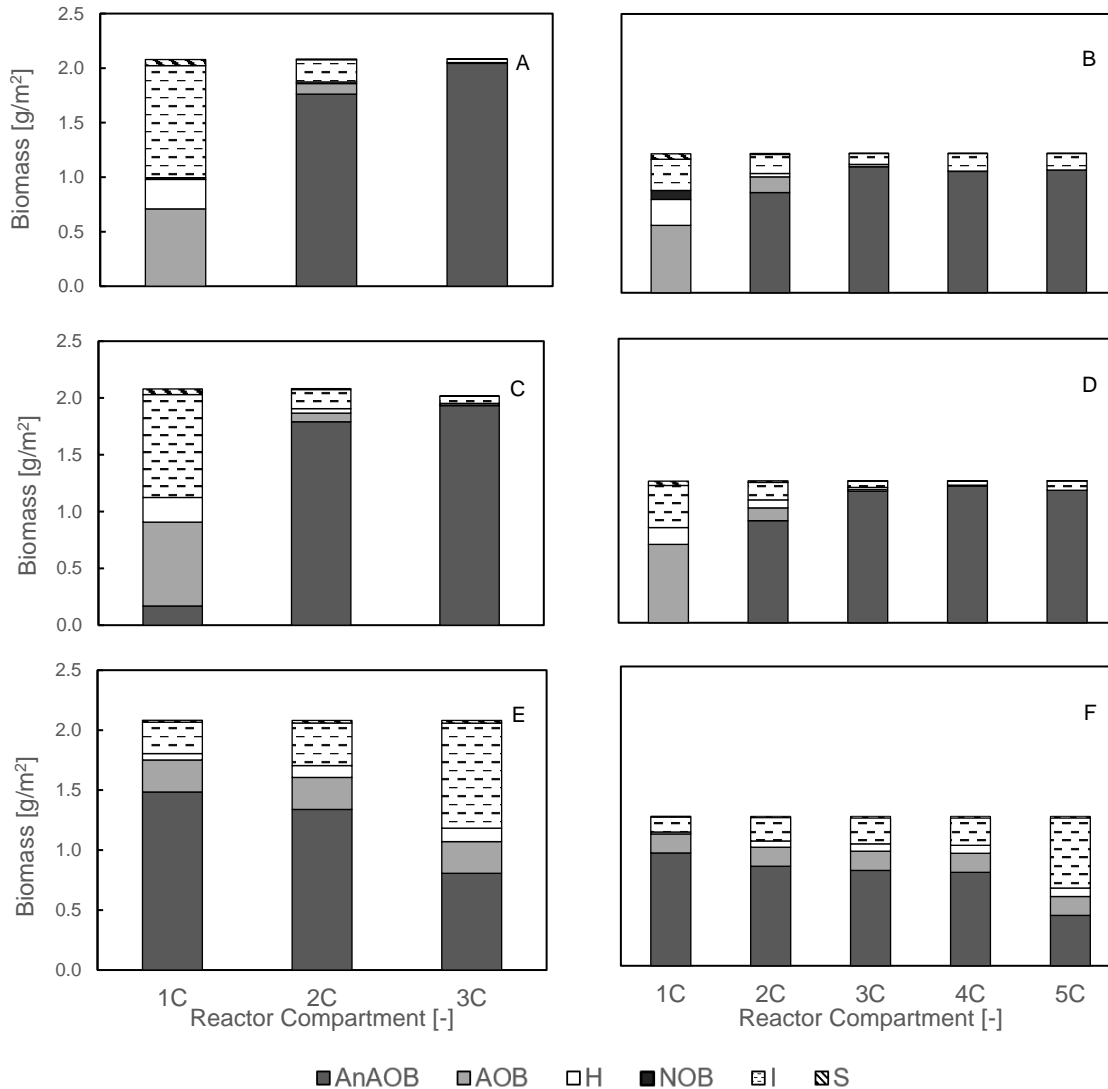 2.5
2.0
1.5
1.0
0.5
0.0
Biomass [g/m²]
A
B
2.5
2.0
1.5
1.0
0.5
0.0
Biomass [g/m²]
C
D
2.5
2.0
1.5
1.0
0.5
0.0
Biomass [g/m²]
E
F
1C 2C 3C
Reactor Compartment [-]
1C 2C 3C 4C 5C
Reactor Compartment [-]
AnAOB AOB H NOB I S